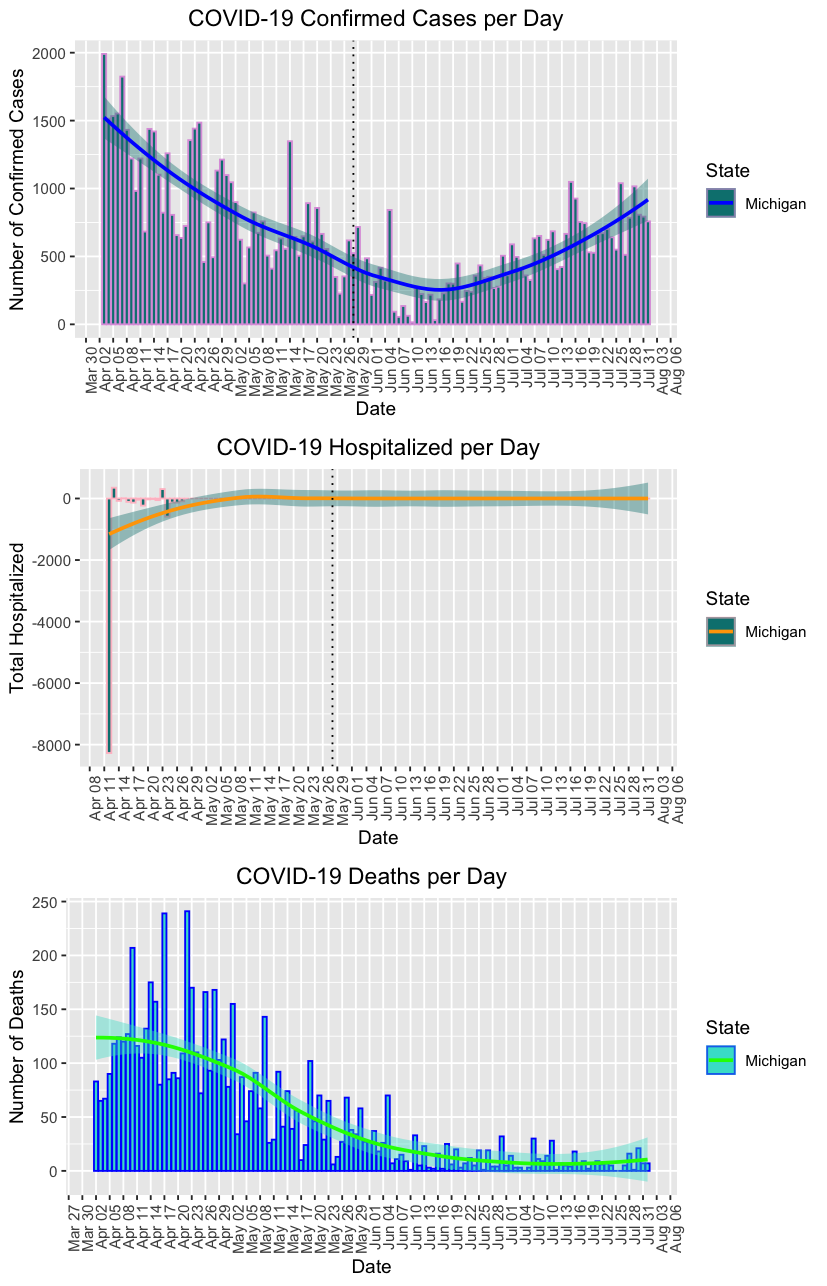 COVID-19 Confirmed Cases per Day
Number of Confirmed Cases
2000
1500
1000
500
0
Mar 30 Apr 02 Apr 05 Apr 08 Apr 11 Apr 14 Apr 17 Apr 20 Apr 23 Apr 26 Apr 29 May 02 May 05 May 08 May 11 May 14 May 17 May 20 May 23 May 26 May 29 Jun 01 Jun 04 Jun 07 Jun 10 Jun 13 Jun 16 Jun 19 Jun 22 Jun 25 Jun 28 Jul 01 Jul 04 Jul 07 Jul 10 Jul 13 Jul 16 Jul 19 Jul 22 Jul 25 Jul 28 Jul 31 Aug 03 Aug 06
Date
State
Michigan
COVID-19 Hospitalized per Day
Total Hospitalized
0
-2000
-4000
-6000
-8000
Apr 08 Apr 11 Apr 14 Apr 17 Apr 20 Apr 23 Apr 26 Apr 29 May 02 May 05 May 08 May 11 May 14 May 17 May 20 May 23 May 26 May 29 Jun 01 Jun 04 Jun 07 Jun 10 Jun 13 Jun 16 Jun 19 Jun 22 Jun 25 Jun 28 Jul 01 Jul 04 Jul 07 Jul 10 Jul 13 Jul 16 Jul 19 Jul 22 Jul 25 Jul 28 Jul 31 Aug 03 Aug 06
Date
State
Michigan
COVID-19 Deaths per Day
Number of Deaths
250
200
150
100
50
0
Mar 27 Mar 30 Apr 02 Apr 05 Apr 08 Apr 11 Apr 14 Apr 17 Apr 20 Apr 23 Apr 26 Apr 29 May 02 May 05 May 08 May 11 May 14 May 17 May 20 May 23 May 26 May 29 Jun 01 Jun 04 Jun 07 Jun 10 Jun 13 Jun 16 Jun 19 Jun 22 Jun 25 Jun 28 Jul 01 Jul 04 Jul 07 Jul 10 Jul 13 Jul 16 Jul 19 Jul 22 Jul 25 Jul 28 Jul 31 Aug 03 Aug 06
Date
State
Michigan